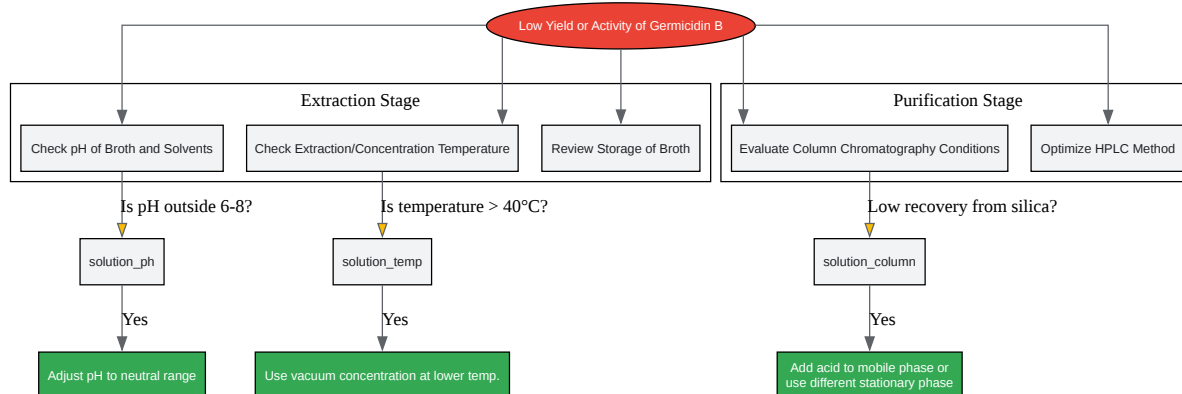 Low Yield or Activity of Germicidin B
Extraction Stage
Purification Stage
Check pH of Broth and Solvents
Check Extraction/Concentration Temperature
Review Storage of Broth
Evaluate Column Chromatography Conditions
Optimize HPLC Method
Is pH outside 6-8?
Is temperature > 40°C?
Low recovery from silica?
solution_ph
solution_temp
solution_column
Yes
Yes
Yes
Adjust pH to neutral range
Use vacuum concentration at lower temp.
Add acid to mobile phase or
use different stationary phase